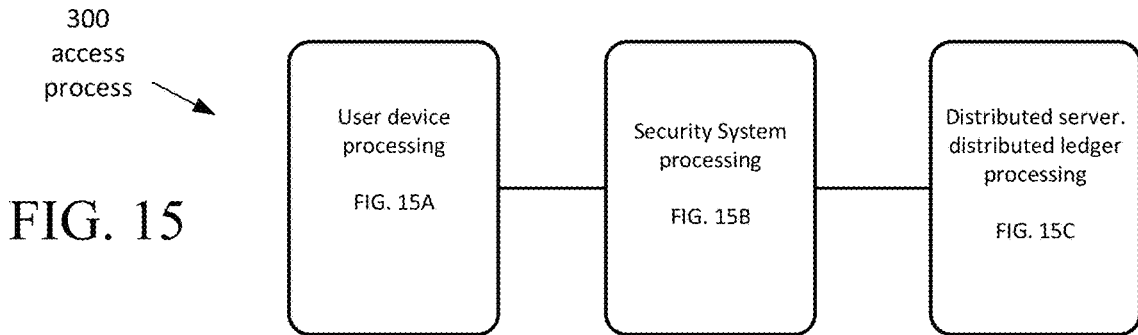 300
access
process
FIG. 15
User device
processing
FIG. 15A
Security System
processing
FIG. 15B
Distributed server.
distributed ledger
processing
FIG. 15C